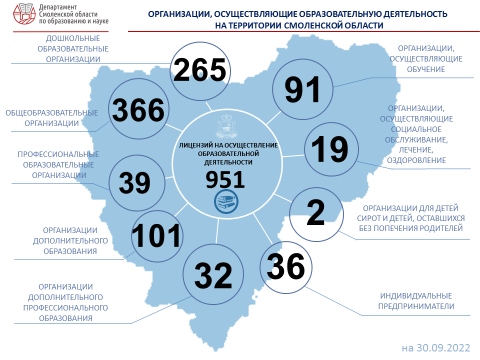 Департамент
Смоленской области
по образованию и науке
ОРГАНИЗАЦИИ, ОСУЩЕСТВЛЯЮЩИЕ ОБРАЗОВАТЕЛЬНУЮ ДЕЯТЕЛЬНОСТЬ
НА ТЕРРИТОРИИ СМОЛЕНСКОЙ ОБЛАСТИ
ДОШКОЛЬНЫЕ
ОБРАЗОВАТЕЛЬНЫЕ
ОРГАНИЗАЦИИ
265
ОБЩЕОБРАЗОВАТЕЛЬНЫЕ
ОРГАНИЗАЦИИ
366
ПРОФЕССИОНАЛЬНЫЕ
ОБРАЗОВАТЕЛЬНЫЕ
ОРГАНИЗАЦИИ
39
ОРГАНИЗАЦИИ
ДОПОЛНИТЕЛЬНОГО
ОБРАЗОВАНИЯ
101
ОРГАНИЗАЦИИ
ДОПОЛНИТЕЛЬНОГО
ПРОФЕССИОНАЛЬНОГО
ОБРАЗОВАНИЯ
32
ЛИЦЕНЗИЙ НА ОСУЩЕСТВЛЕНИЕ
ОБРАЗОВАТЕЛЬНОЙ
ДЕЯТЕЛЬНОСТИ
951
ОРГАНИЗАЦИИ,
ОСУЩЕСТВЛЯЮЩИЕ
ОБУЧЕНИЕ
91
ОРГАНИЗАЦИИ,
ОСУЩЕСТВЛЯЮЩИЕ
СОЦИАЛЬНОЕ
ОБСЛУЖИВАНИЕ,
ЛЕЧЕНИЕ,
ОЗДОРОВЛЕНИЕ
19
ОРГАНИЗАЦИИ ДЛЯ ДЕТЕЙ
СИРОТ И ДЕТЕЙ, ОСТАВШИХСЯ
БЕЗ ПОПЕЧЕНИЯ РОДИТЕЛЕЙ
2
ИНДИВИДУАЛЬНЫЕ
ПРЕДПРИНИМАТЕЛИ
36
на 30.09.2022